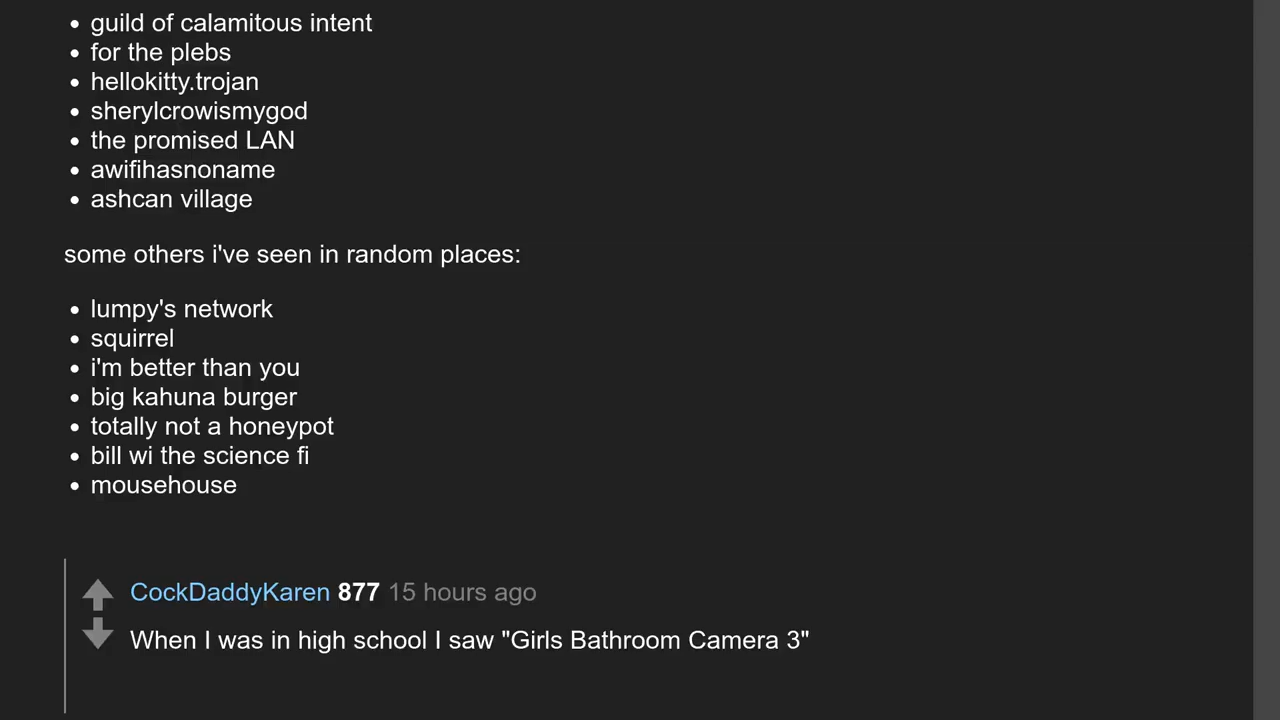 guild of calamitous intent
for the plebs
hellokitty.trojan
sherylcrowismygod
the promised LAN
awifihasnoname
ashcan village
some others i've seen in random places:
lumpy's network
squirrel
i'm better than you
big kahuna burger
totally not a honeypot
bill wi the science fi
mousehouse
CockDaddyKaren 877 15 hours ago
When I was in high school I saw "Girls Bathroom Camera 3"